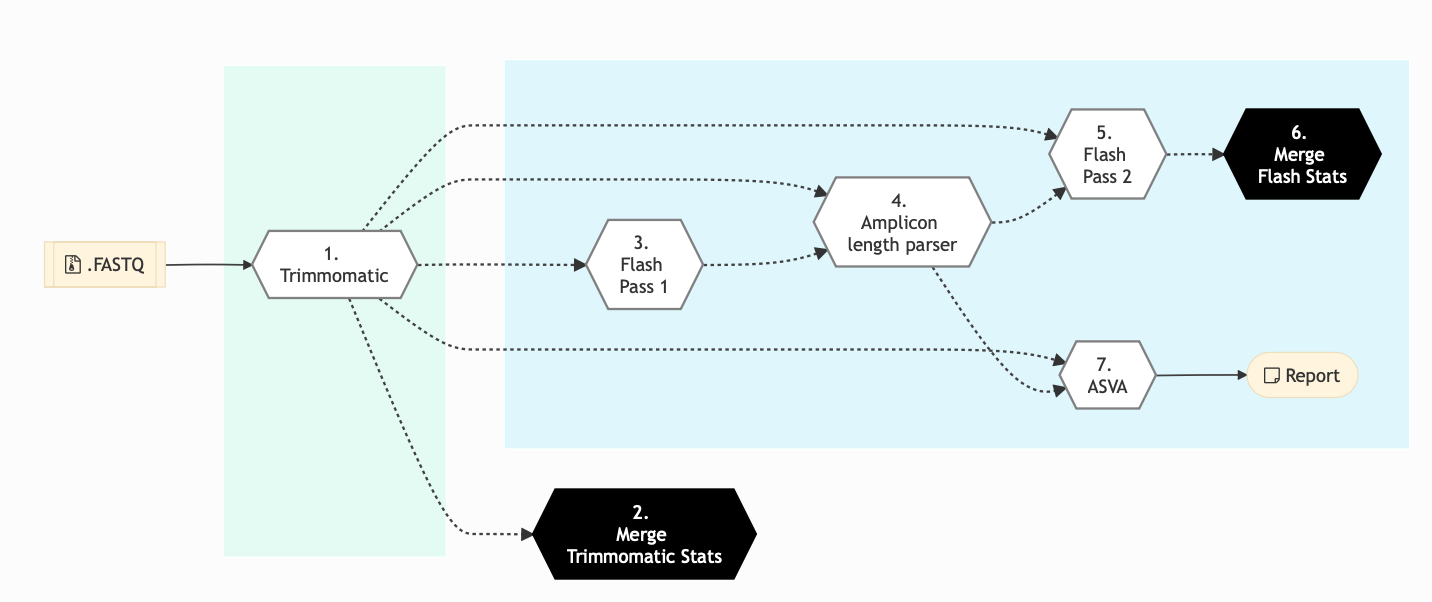 .FASTQ
1.
Trimmomatic
2.
Merge
Trimmomatic Stats
3.
Flash
Pass 1
4.
Amplicon
length parser
5.
Flash
Pass 2
6.
Merge
Flash Stats
7.
ASVA
Report